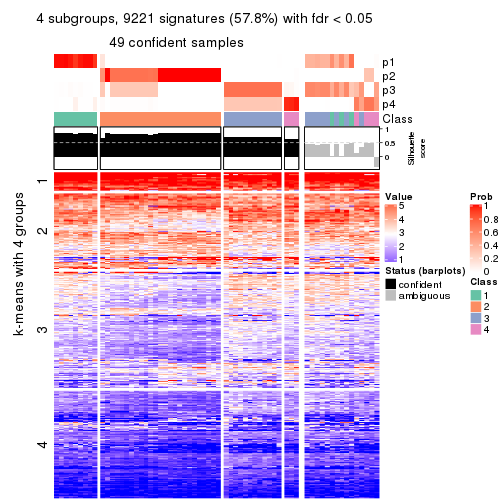 4 subgroups, 9221 signatures (57.8%) with fdr < 0.05
49 confident samples
p1
p2
p3
p4
Class
1
0.5
0
Silhouette
score
k-means with 4 groups
1
2
3
4
Value
5
4
3
2
1
Status (barplots)
confident
ambiguous
Prob
1
0.8
0.6
0.4
0.2
0
Class
1
2
3
4